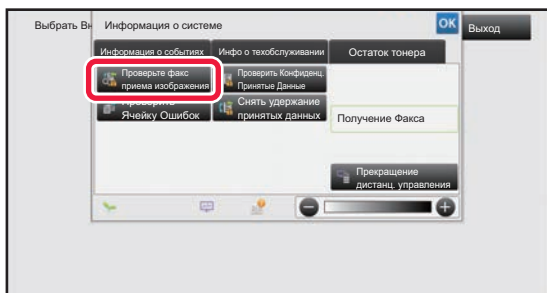 Выбрать Вн
Информация о системе
OK
Выход
Информация о событиях
Инфо о техобслуживании
Остаток тонера
Проверьте факс
приема изображения
Проверить Конфиденц.
Принятые Данные
Проверить
Ячейку Ошибок
Снять удержание
принятых данных
Получение Факса
Прекращение
дистанц. управления